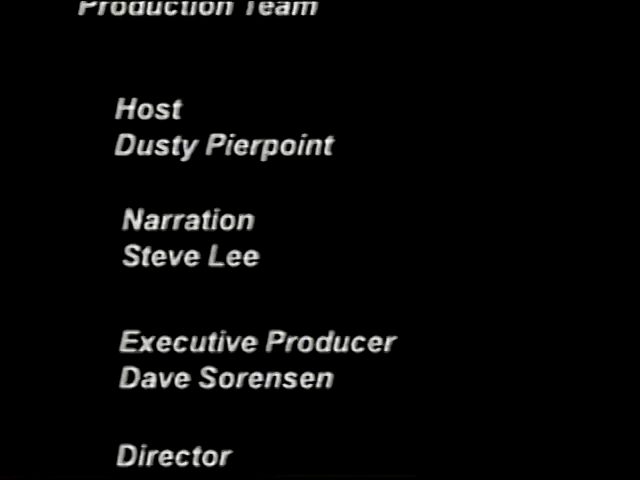 Production Team
Host
Dusty Pierpoint
Narration
Steve Lee
Executive Producer
Dave Sorensen
Director